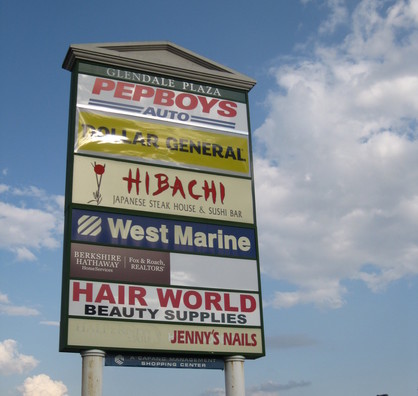 GLENDALE PLAZA
PEPBOYS
AUTO
DOLLAR GENERAL
HIBACHI
JAPANESE STEAK HOUSE & SUSHI BAR
West Marine
BERKSHIRE HATHAWAY HomeServices
Fox & Roach, REALTORS®
HAIR WORLD
BEAUTY SUPPLIES
JENNY'S NAILS
MANAGEMENT
SHOPPING CENTER